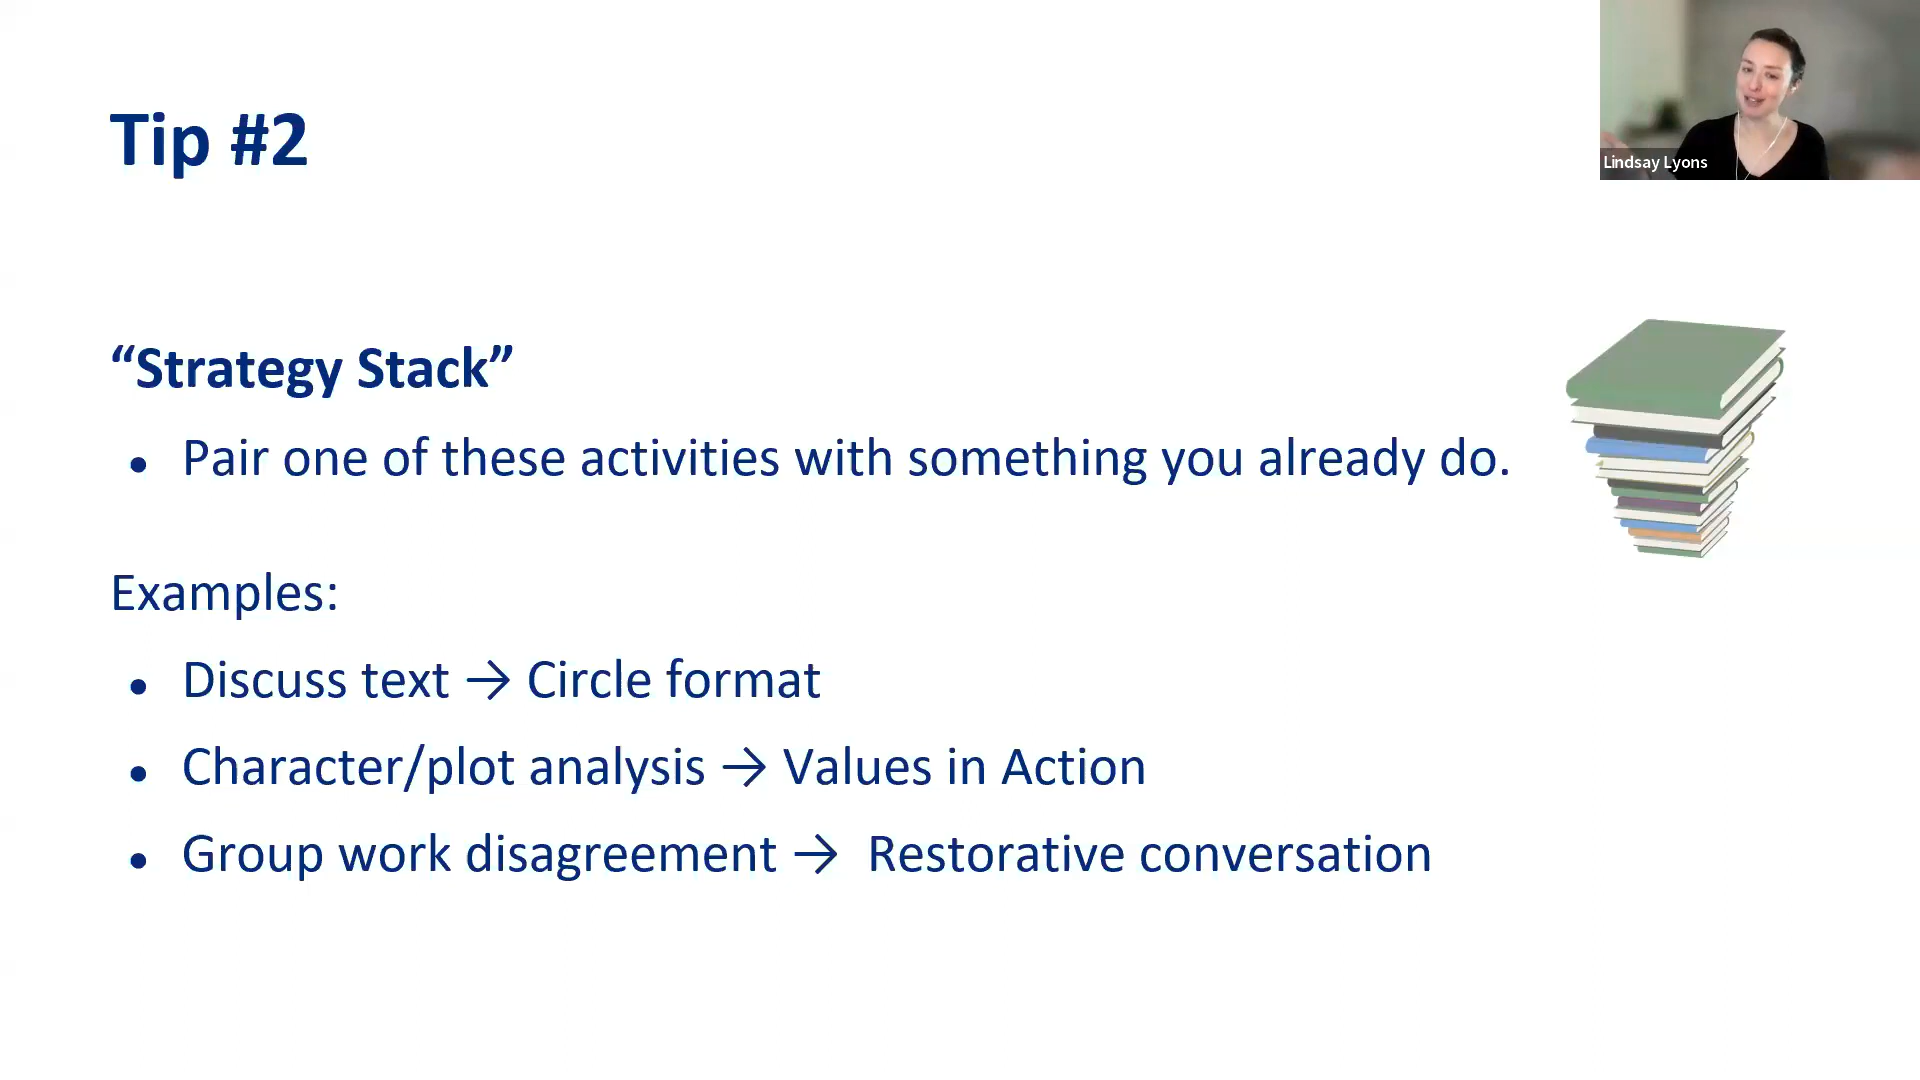 Tip #2
Lindsay Lyons
“Strategy Stack”
● Pair one of these activities with something you already do.
Examples:
● Discuss text → Circle format
● Character/plot analysis → Values in Action
● Group work disagreement → Restorative conversation